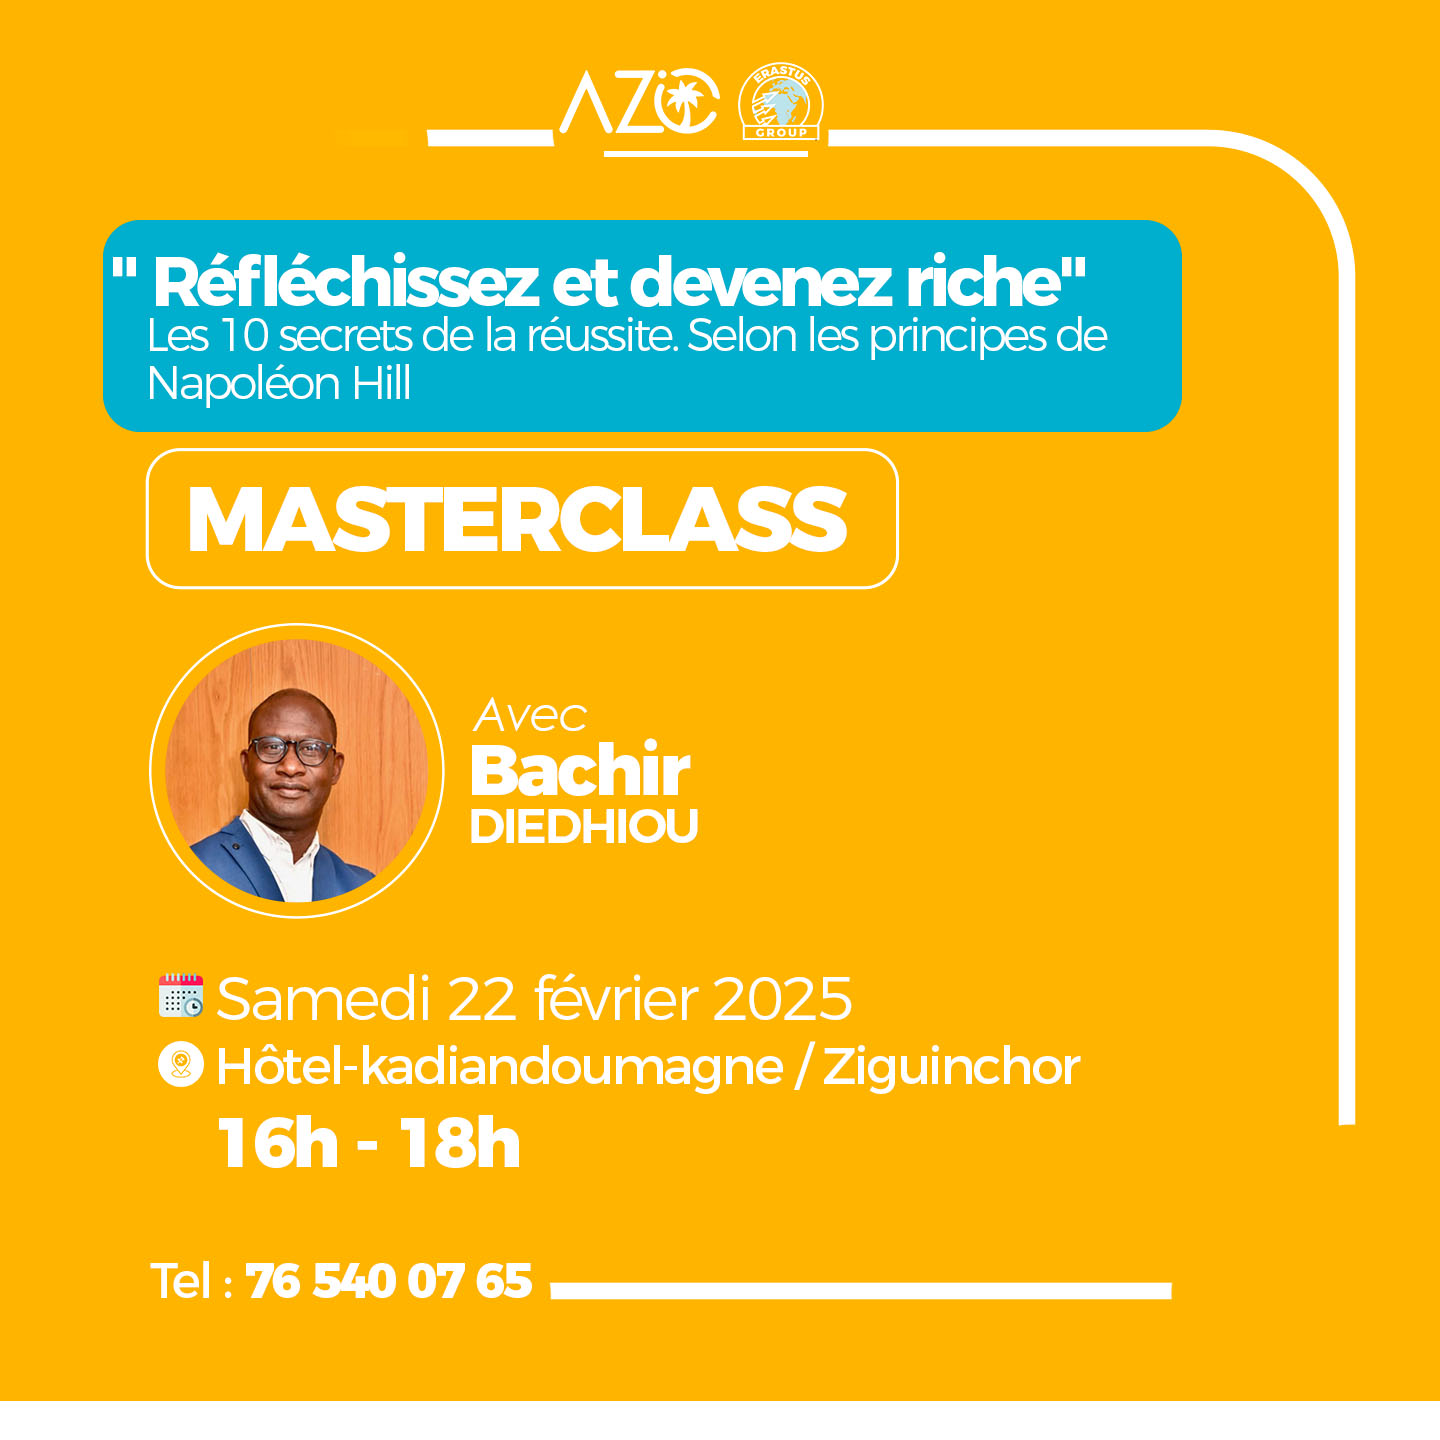 AZiC
ERASTUS
GROUP
" Réfléchissez et devenez riche"
Les 10 secrets de la réussite. Selon les principes de
Napoléon Hill
MASTERCLASS
Avec
Bachir
DIEDHIOU
Samedi 22 février 2025
Hôtel-kadiandoumagne / Ziguinchor
16h - 18h
Tel : 76 540 07 65